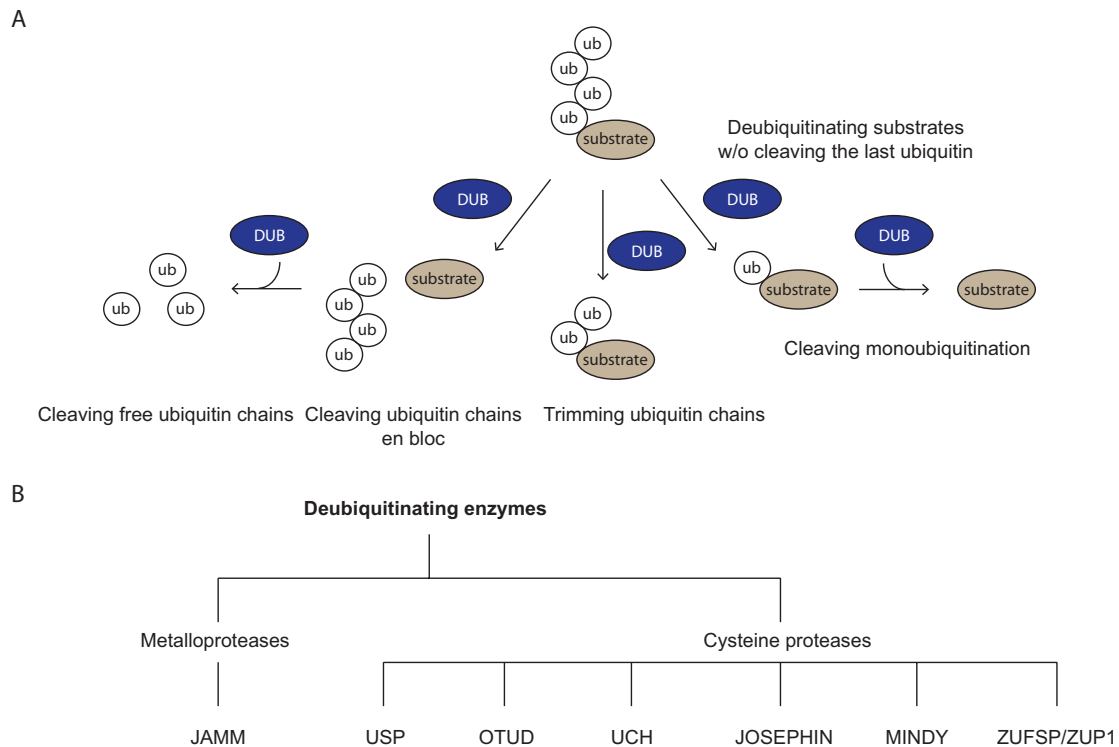 A
ub
ub
ub
ub
substrate
Deubiquitinating substrates
w/o cleaving the last ubiquitin
DUB
DUB
DUB
DUB
DUB
ub
ub
ub
ub
ub
ub
ub
substrate
ub
ub
substrate
ub
substrate
substrate
Cleaving monoubiquitination
Cleaving free ubiquitin chains
Cleaving ubiquitin chains
en bloc
Trimming ubiquitin chains
B
Deubiquitinating enzymes
Metalloproteases
Cysteine proteases
JAMM
USP
OTUD
UCH
JOSEPHIN
MINDY
ZUFSP/ZUP1